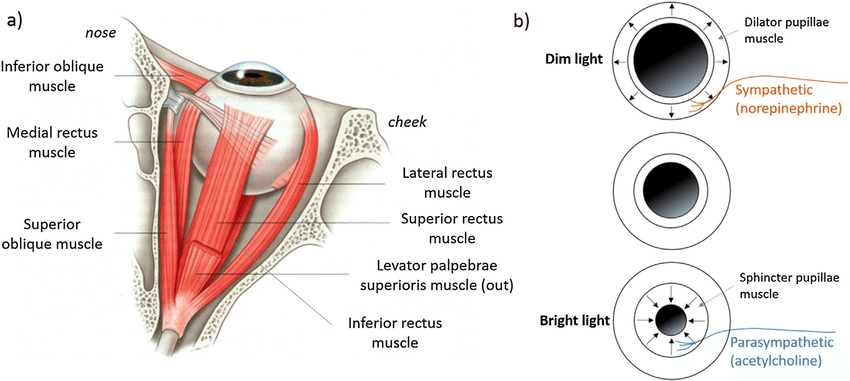 a)
nose
Inferior oblique
muscle
Medial rectus
muscle
Superior
oblique muscle
cheek
Lateral rectus
muscle
Superior rectus
muscle
Levator palpebrae
superioris muscle (out)
Inferior rectus
muscle
b)
Dim light
Dilator pupillae
muscle
Sympathetic
(norepinephrine)
Bright light
Sphincter pupillae
muscle
Parasympathetic
(acetylcholine)